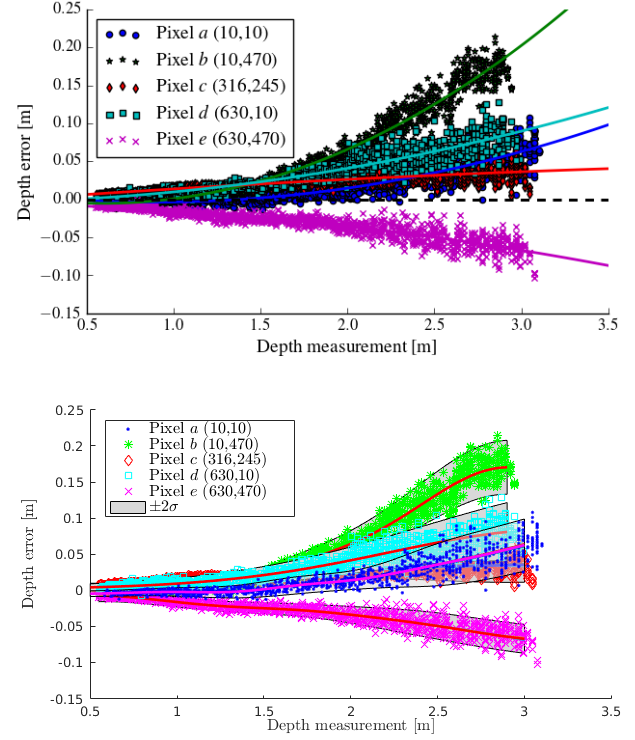 0.25
0.20
0.15
0.10
0.05
0.00
−0.05
−0.10
−0.15
Depth error [m]
Pixel a (10,10)
Pixel b (10,470)
Pixel c (316,245)
Pixel d (630,10)
Pixel e (630,470)
0.5 1.0 1.5 2.0 2.5 3.0 3.5
Depth measurement [m]
0.25
0.2
0.15
0.1
0.05
0
-0.05
-0.1
-0.15
Depth error [m]
Pixel a (10,10)
Pixel b (10,470)
Pixel c (316,245)
Pixel d (630,10)
Pixel e (630,470)
±2σ
0.5 1 1.5 2 2.5 3 3.5
Depth measurement [m]